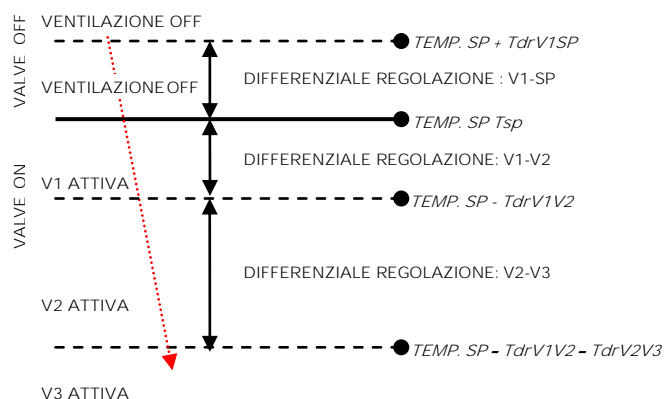 VALVE OFF
VENTILAZIONE OFF
TEMP. SP + TdrV1SP
DIFFERENZIALE REGOLAZIONE : V1-SP
VENTILAZIONE OFF
TEMP. SP Tsp
VALVE ON
DIFFERENZIALE REGOLAZIONE: V1-V2
V1 ATTIVA
TEMP. SP - TdrV1V2
DIFFERENZIALE REGOLAZIONE: V2-V3
V2 ATTIVA
TEMP. SP – TdrV1V2 – TdrV2V3
V3 ATTIVA